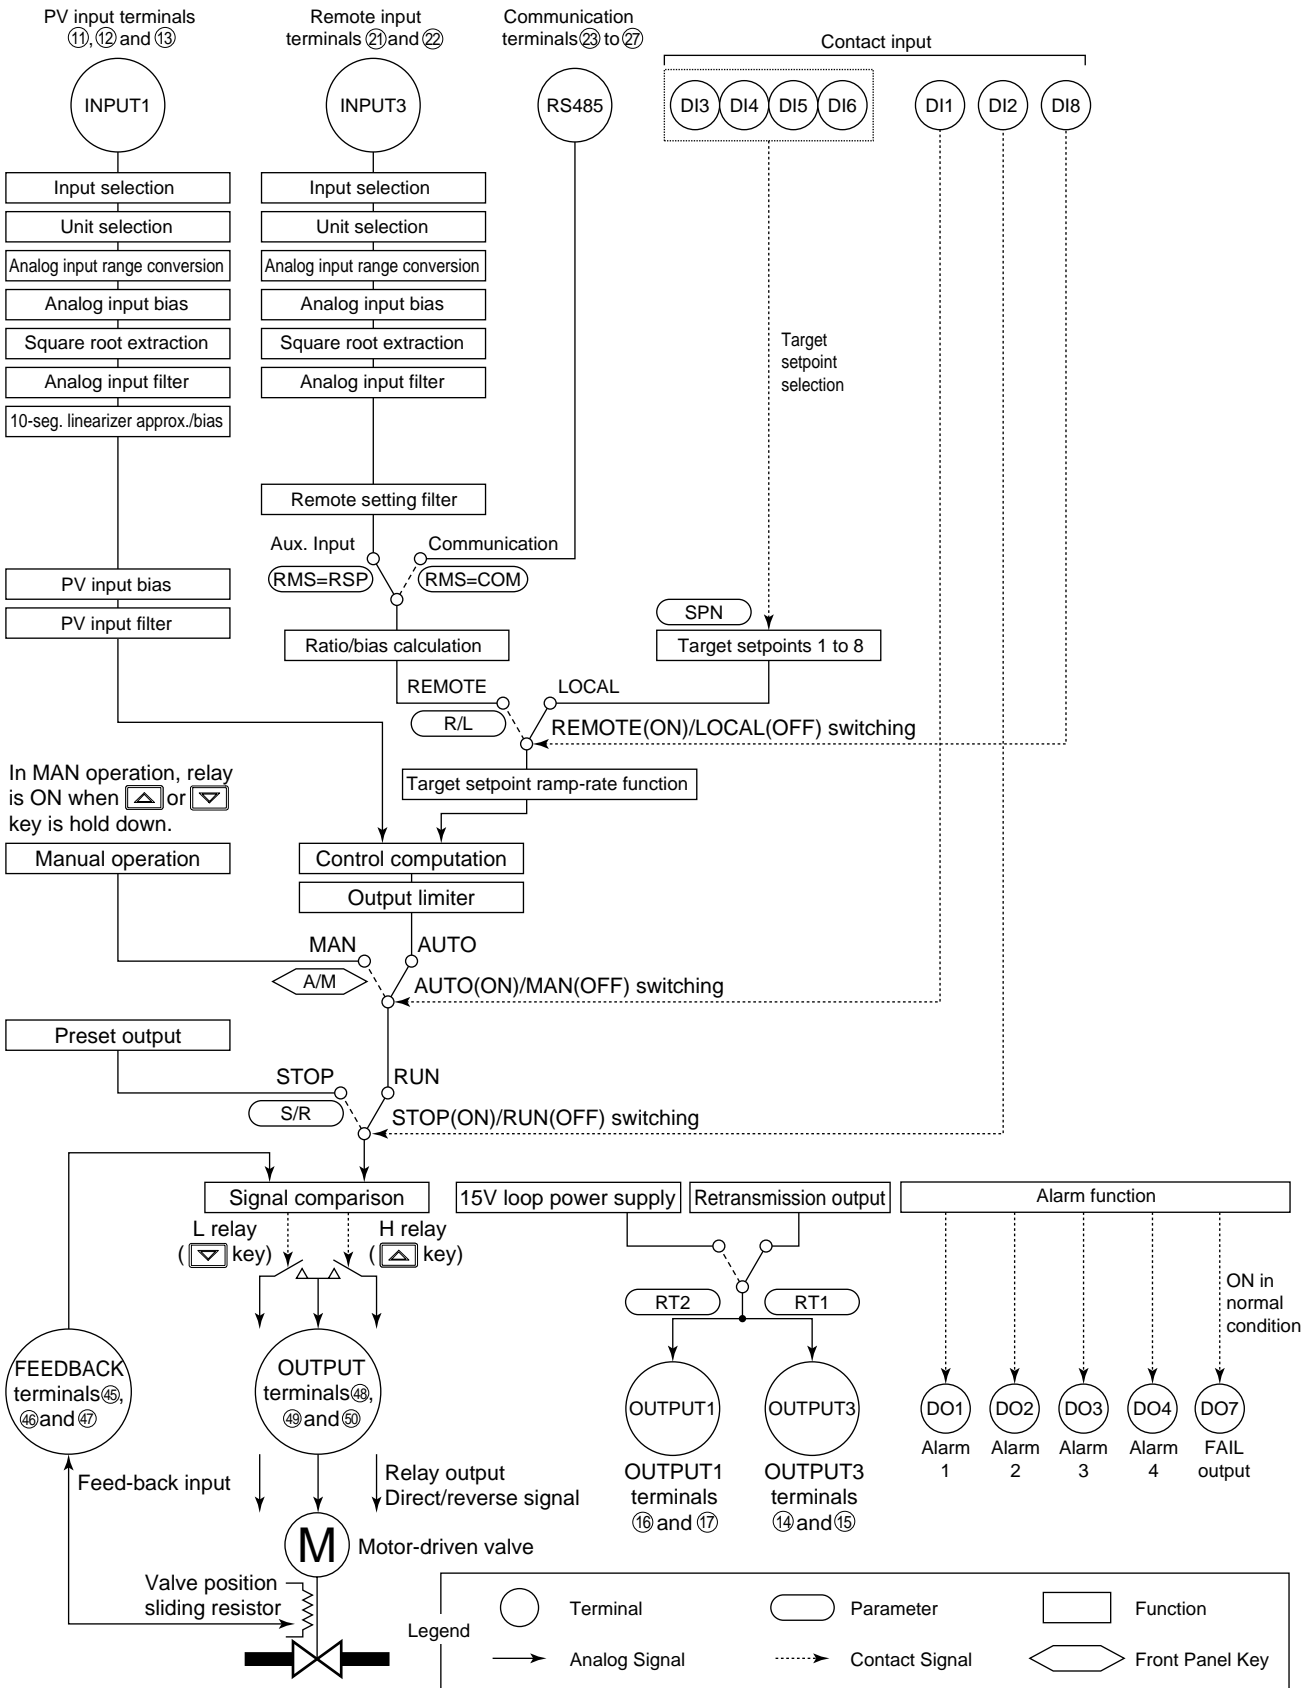 PV input terminals
⑪, ⑫ and ⑬
Remote input
terminals ㉑ and ㉒
Communication
terminals ㉓ to ㉗
Contact input
INPUT1
INPUT3
RS485
DI3
DI4
DI5
DI6
DI1
DI2
DI8
Input selection
Unit selection
Analog input range conversion
Analog input bias
Square root extraction
Analog input filter
10-seg. linearizer approx./bias
Input selection
Unit selection
Analog input range conversion
Analog input bias
Square root extraction
Analog input filter
Target
setpoint
selection
Remote setting filter
Aux. Input
Communication
RMS=RSP
RMS=COM
PV input bias
PV input filter
SPN
Ratio/bias calculation
Target setpoints 1 to 8
REMOTE
LOCAL
R/L
REMOTE(ON)/LOCAL(OFF) switching
In MAN operation, relay
is ON when △ or ▽
key is hold down.
Target setpoint ramp-rate function
Manual operation
Control computation
Output limiter
MAN
AUTO
A/M
AUTO(ON)/MAN(OFF) switching
Preset output
STOP
RUN
S/R
STOP(ON)/RUN(OFF) switching
Signal comparison
15V loop power supply
Retransmission output
Alarm function
L relay
( ▽ key)
H relay
( △ key)
RT2
RT1
ON in
normal
condition
FEEDBACK
terminals ㊺,
㊻ and ㊼
OUTPUT
terminals ㊽,
㊾ and ㊿
OUTPUT1
OUTPUT3
DO1
DO2
DO3
DO4
DO7
Alarm
1
Alarm
2
Alarm
3
Alarm
4
FAIL
output
OUTPUT1
terminals
⑯ and ⑰
OUTPUT3
terminals
⑭ and ⑮
Feed-back input
Relay output
Direct/reverse signal
M
Motor-driven valve
Valve position
sliding resistor
Legend
Terminal
Parameter
Function
Analog Signal
Contact Signal
Front Panel Key